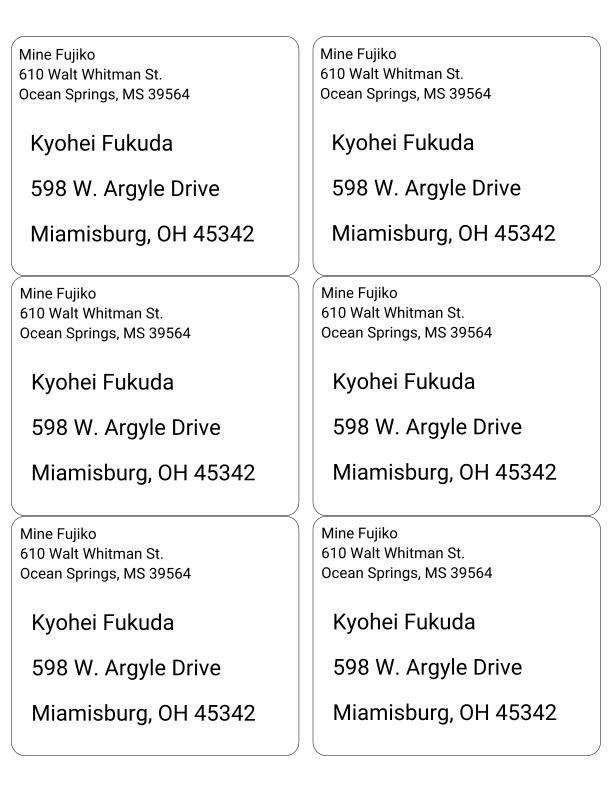 Mine Fujiko
610 Walt Whitman St.
Ocean Springs, MS 39564
Kyohei Fukuda
598 W. Argyle Drive
Miamisburg, OH 45342
Mine Fujiko
610 Walt Whitman St.
Ocean Springs, MS 39564
Kyohei Fukuda
598 W. Argyle Drive
Miamisburg, OH 45342
Mine Fujiko
610 Walt Whitman St.
Ocean Springs, MS 39564
Kyohei Fukuda
598 W. Argyle Drive
Miamisburg, OH 45342
Mine Fujiko
610 Walt Whitman St.
Ocean Springs, MS 39564
Kyohei Fukuda
598 W. Argyle Drive
Miamisburg, OH 45342
Mine Fujiko
610 Walt Whitman St.
Ocean Springs, MS 39564
Kyohei Fukuda
598 W. Argyle Drive
Miamisburg, OH 45342
Mine Fujiko
610 Walt Whitman St.
Ocean Springs, MS 39564
Kyohei Fukuda
598 W. Argyle Drive
Miamisburg, OH 45342